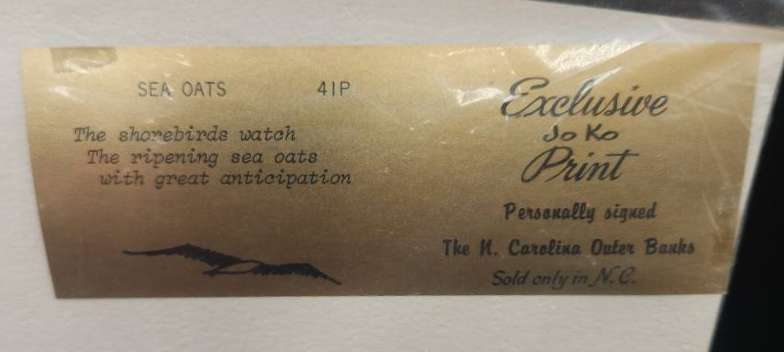 SEA OATS 41P
The shorebirds watch
The ripening sea oats
with great anticipation
Exclusive
Jo Ko
Print
Personally signed
The N. Carolina Outer Banks
Sold only in N.C.